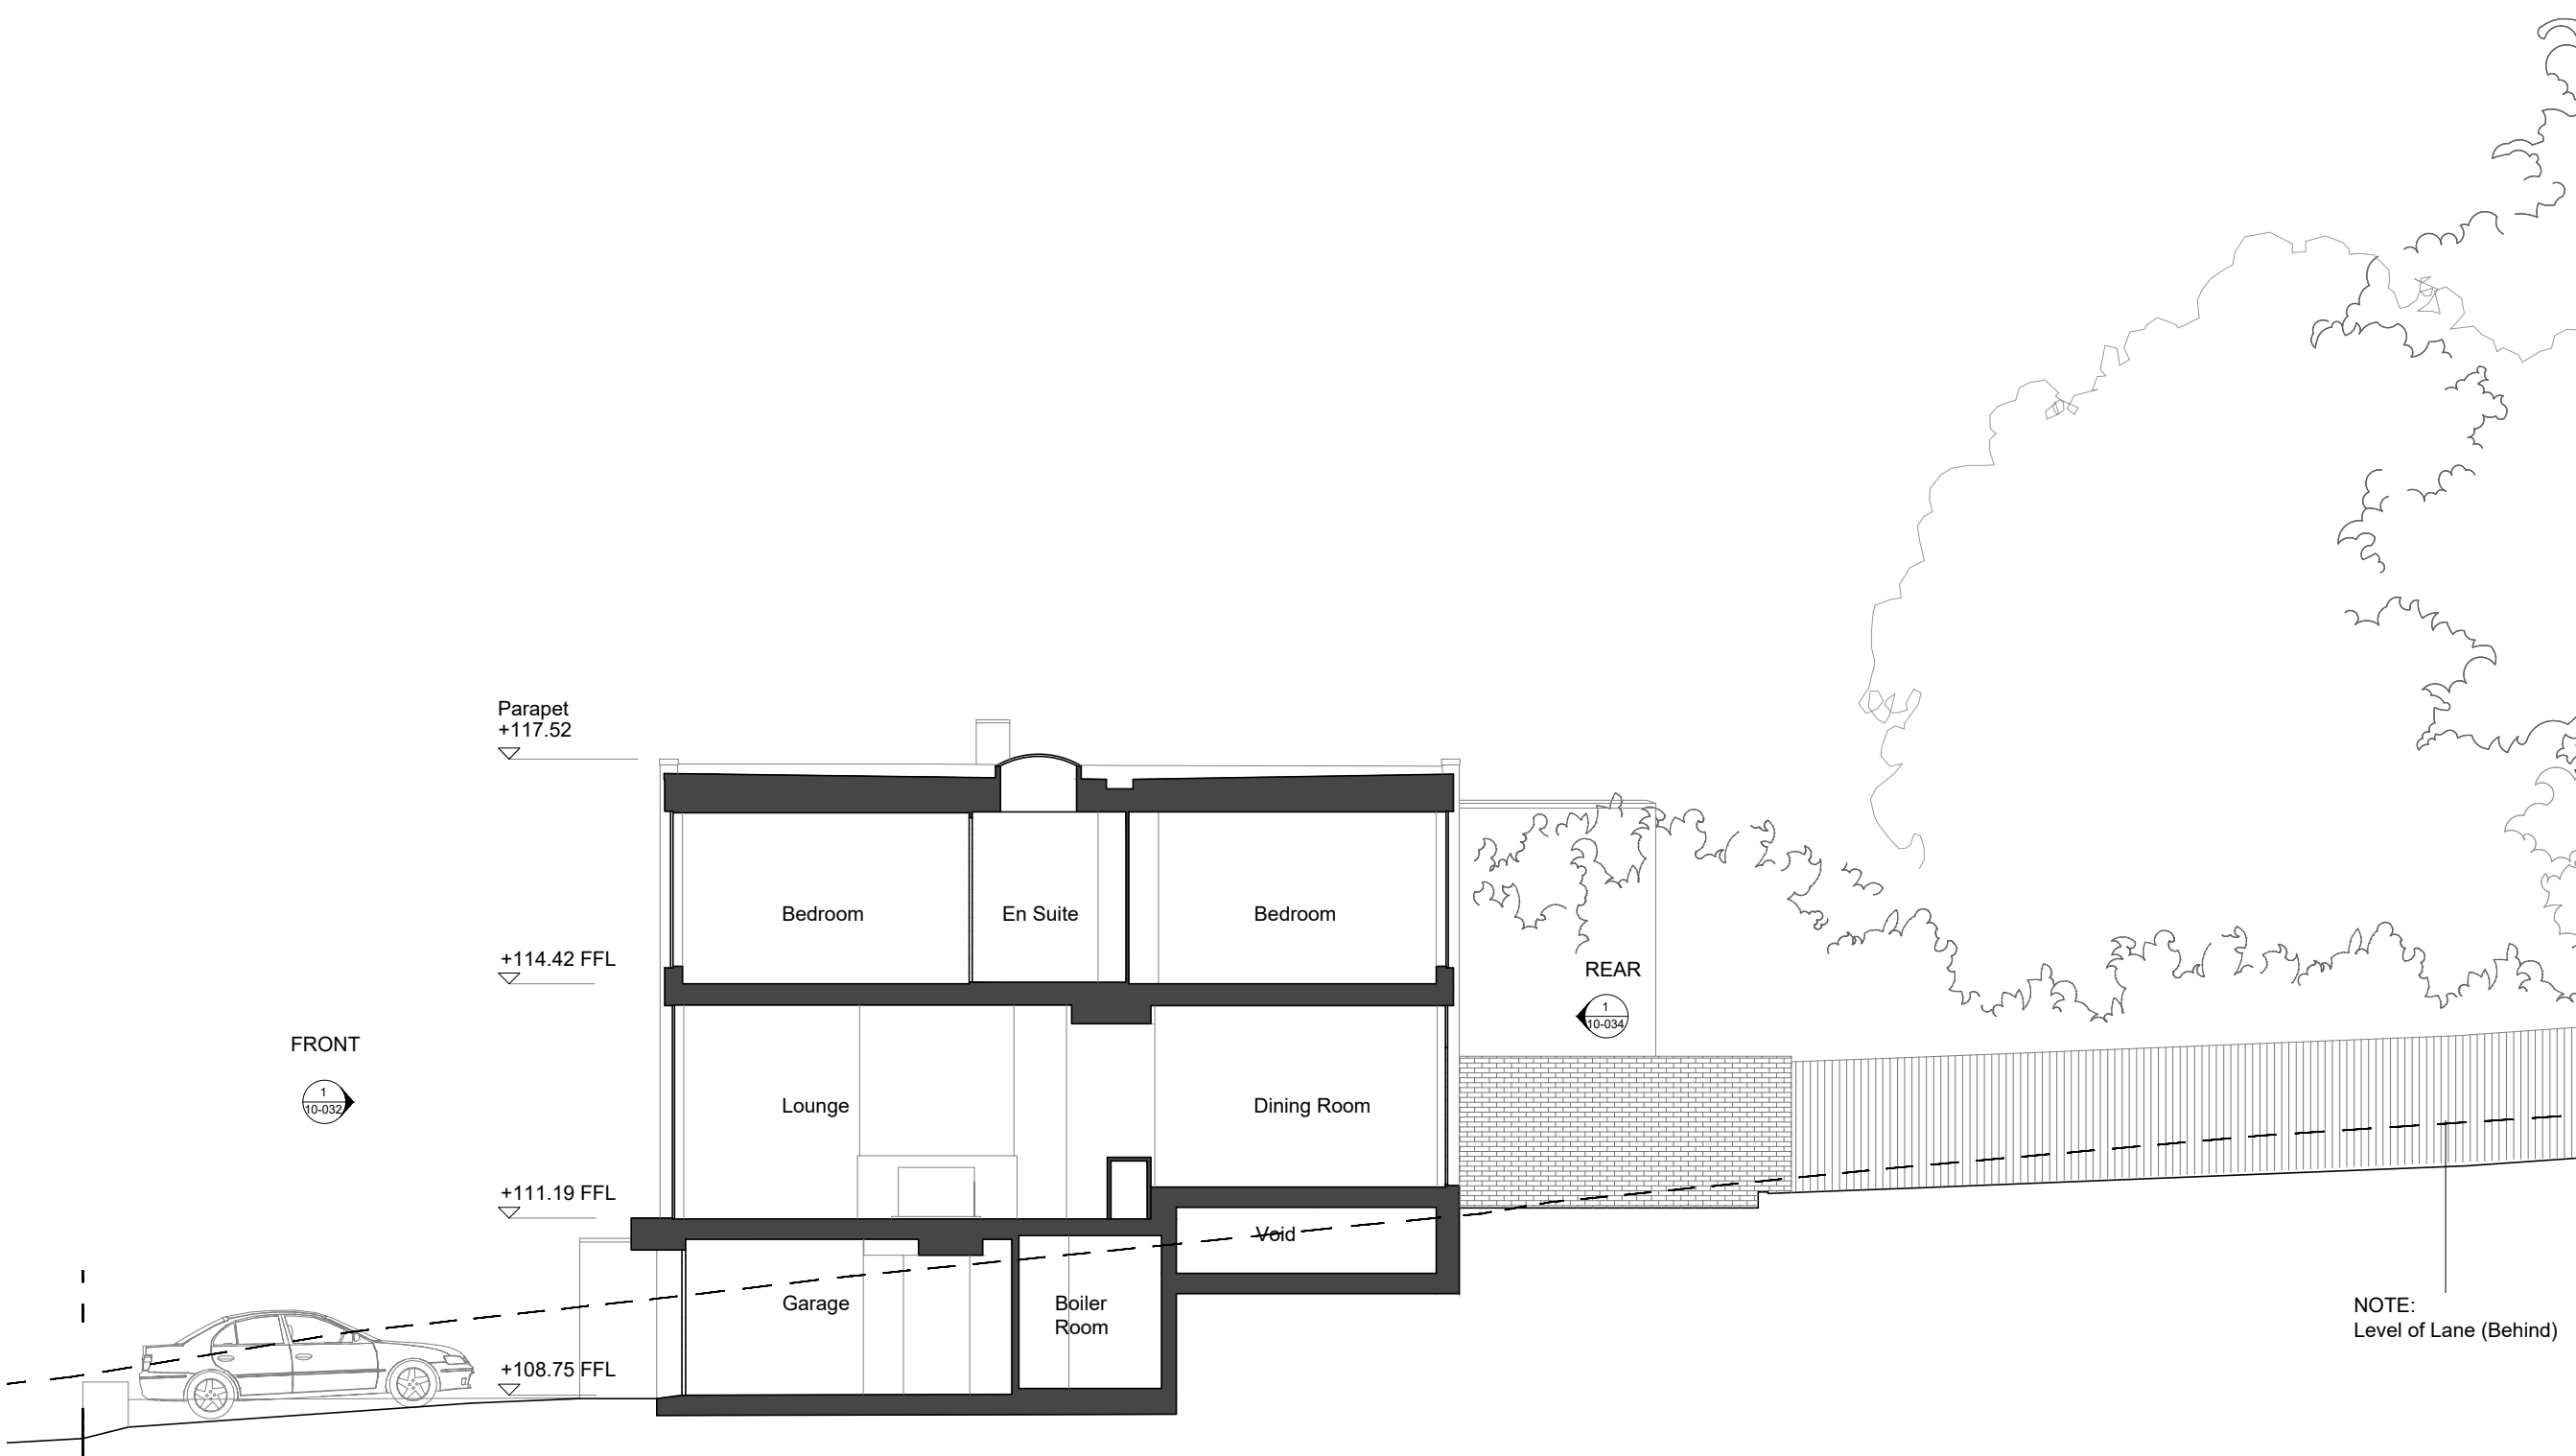 Parapet
+117.52
Bedroom
En Suite
Bedroom
+114.42 FFL
REAR
1
10-034
FRONT
1
10-032
Lounge
Dining Room
+111.19 FFL
Void
Garage
Boiler
Room
NOTE:
Level of Lane (Behind)
+108.75 FFL